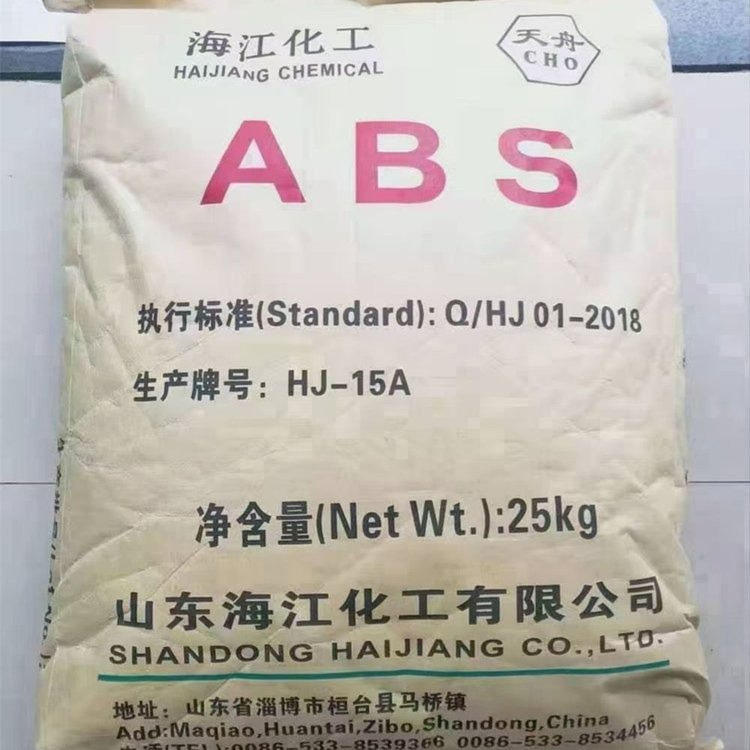 海江化工
HAIJIANG CHEMICAL
天舟
CHO
ABS
执行标准(Standard): Q/HJ 01-2018
生产牌号: HJ-15A
净含量(Net Wt.):25kg
山东海江化工有限公司
SHANDONG HAIJIANG CO.,LTD.
地址: 山东省淄博市桓台县马桥镇
Add:Maqiao,Huantai,Zibo,Shandong,China
电话(TEL):0086-533-8539366 0086-533-8534456